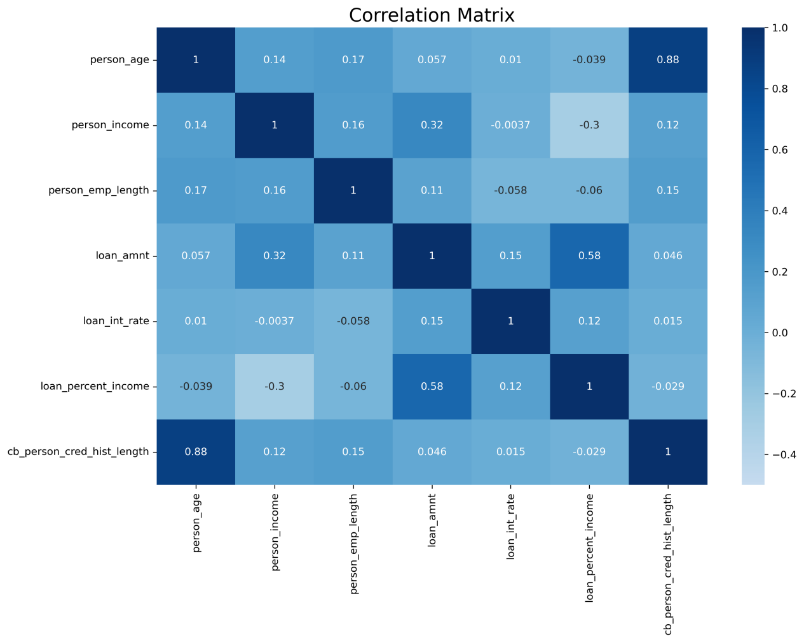 Correlation Matrix
person_age 1 0.14 0.17 0.057 0.01 -0.039 0.88
person_income 0.14 1 0.16 0.32 -0.0037 -0.3 0.12
person_emp_length 0.17 0.16 1 0.11 -0.058 -0.06 0.15
loan_amnt 0.057 0.32 0.11 1 0.15 0.58 0.046
loan_int_rate 0.01 -0.0037 -0.058 0.15 1 0.12 0.015
loan_percent_income -0.039 -0.3 -0.06 0.58 0.12 1 -0.029
cb_person_cred_hist_length 0.88 0.12 0.15 0.046 0.015 -0.029 1
person_age
person_income
person_emp_length
loan_amnt
loan_int_rate
loan_percent_income
cb_person_cred_hist_length
1.0
0.8
0.6
0.4
0.2
0.0
−0.2
−0.4